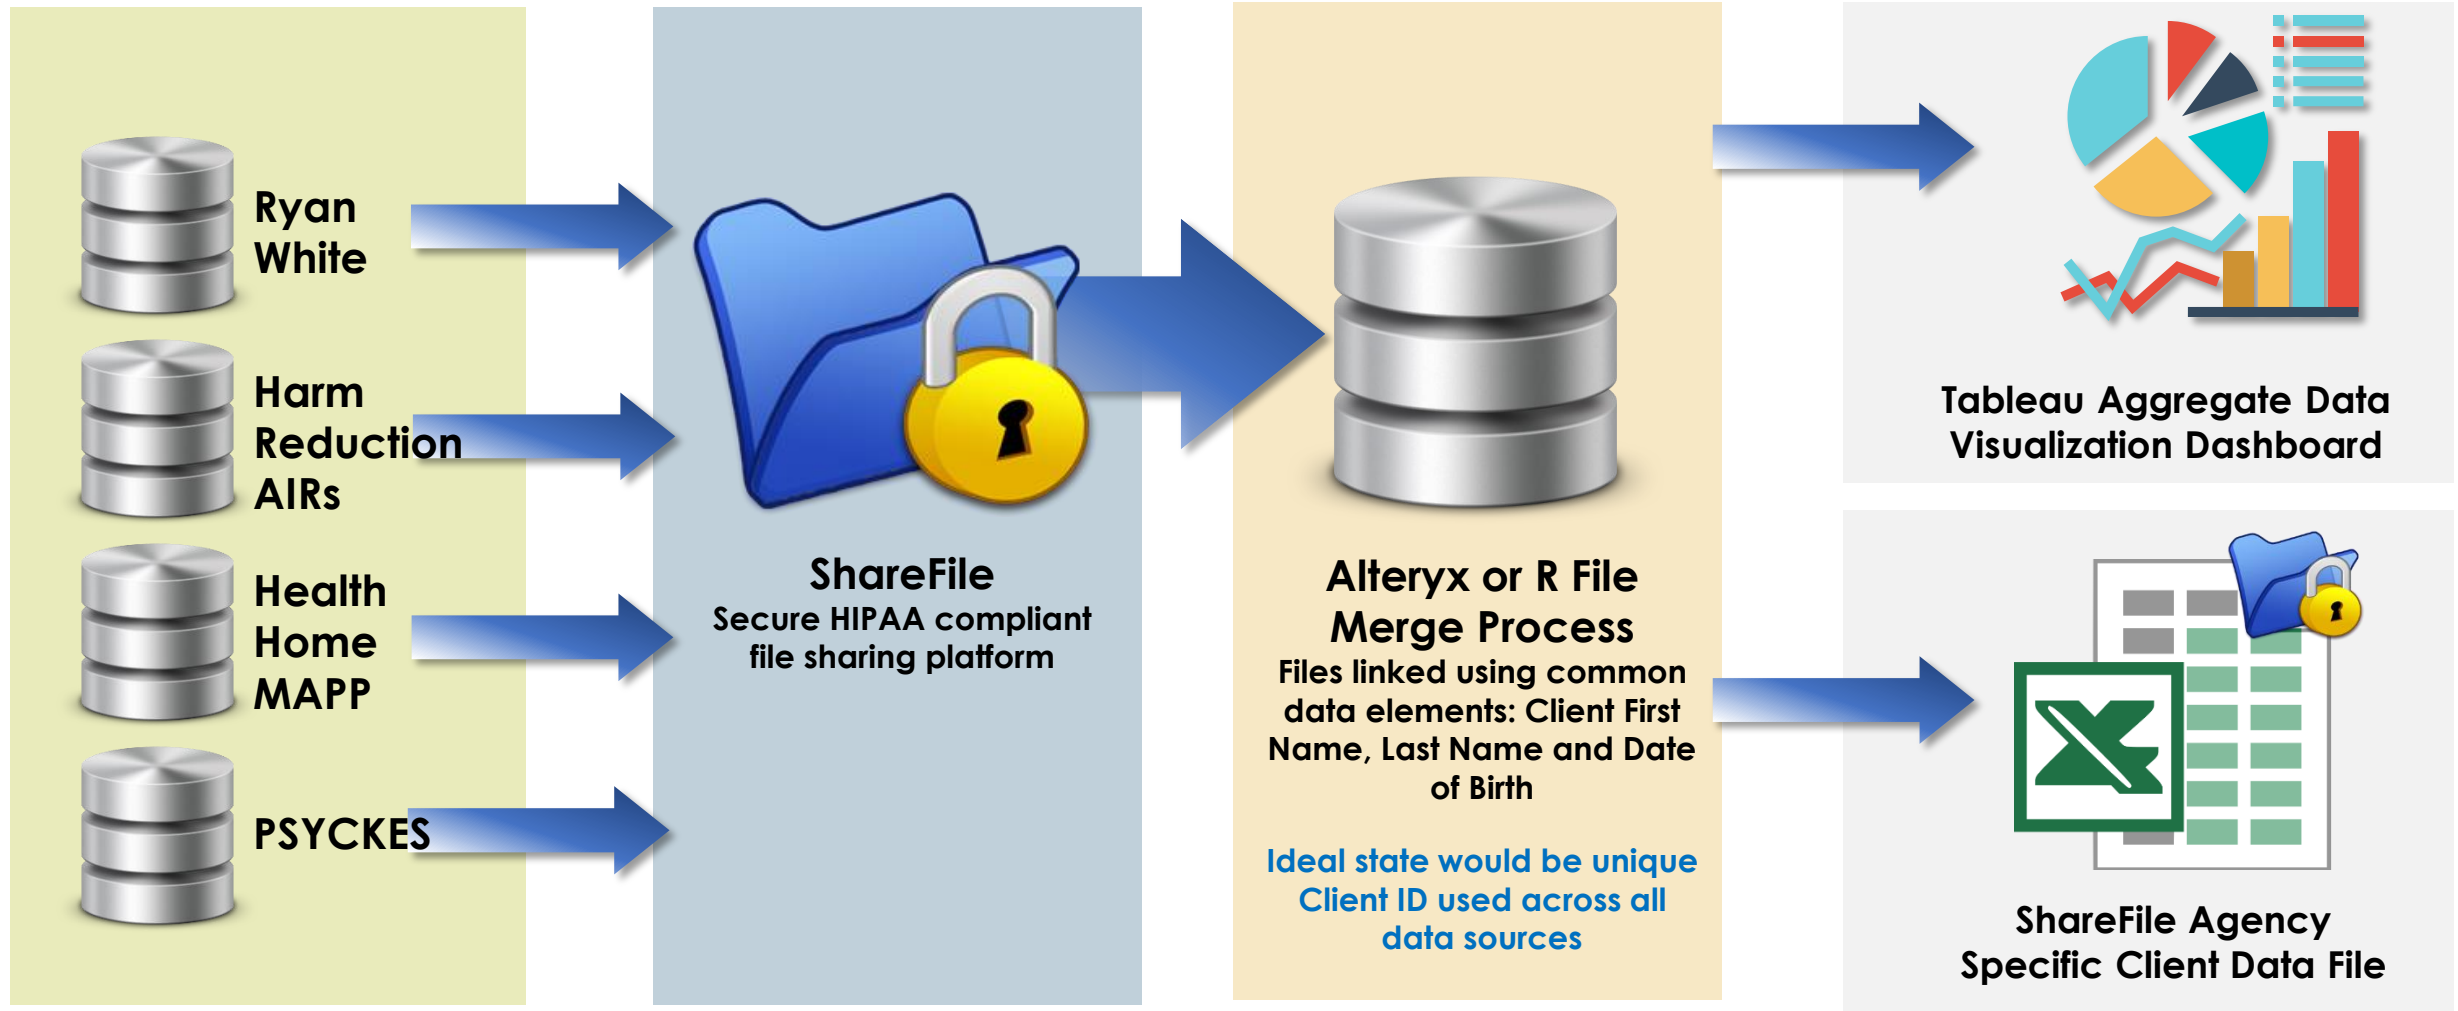 Ryan
White
Harm
Reduction
AIRs
Health
Home
MAPP
PSYCKES
ShareFile
Secure HIPAA compliant
file sharing platform
Alteryx or R File
Merge Process
Files linked using common
data elements: Client First
Name, Last Name and Date
of Birth
Ideal state would be unique
Client ID used across all
data sources
Tableau Aggregate Data
Visualization Dashboard
ShareFile Agency
Specific Client Data File